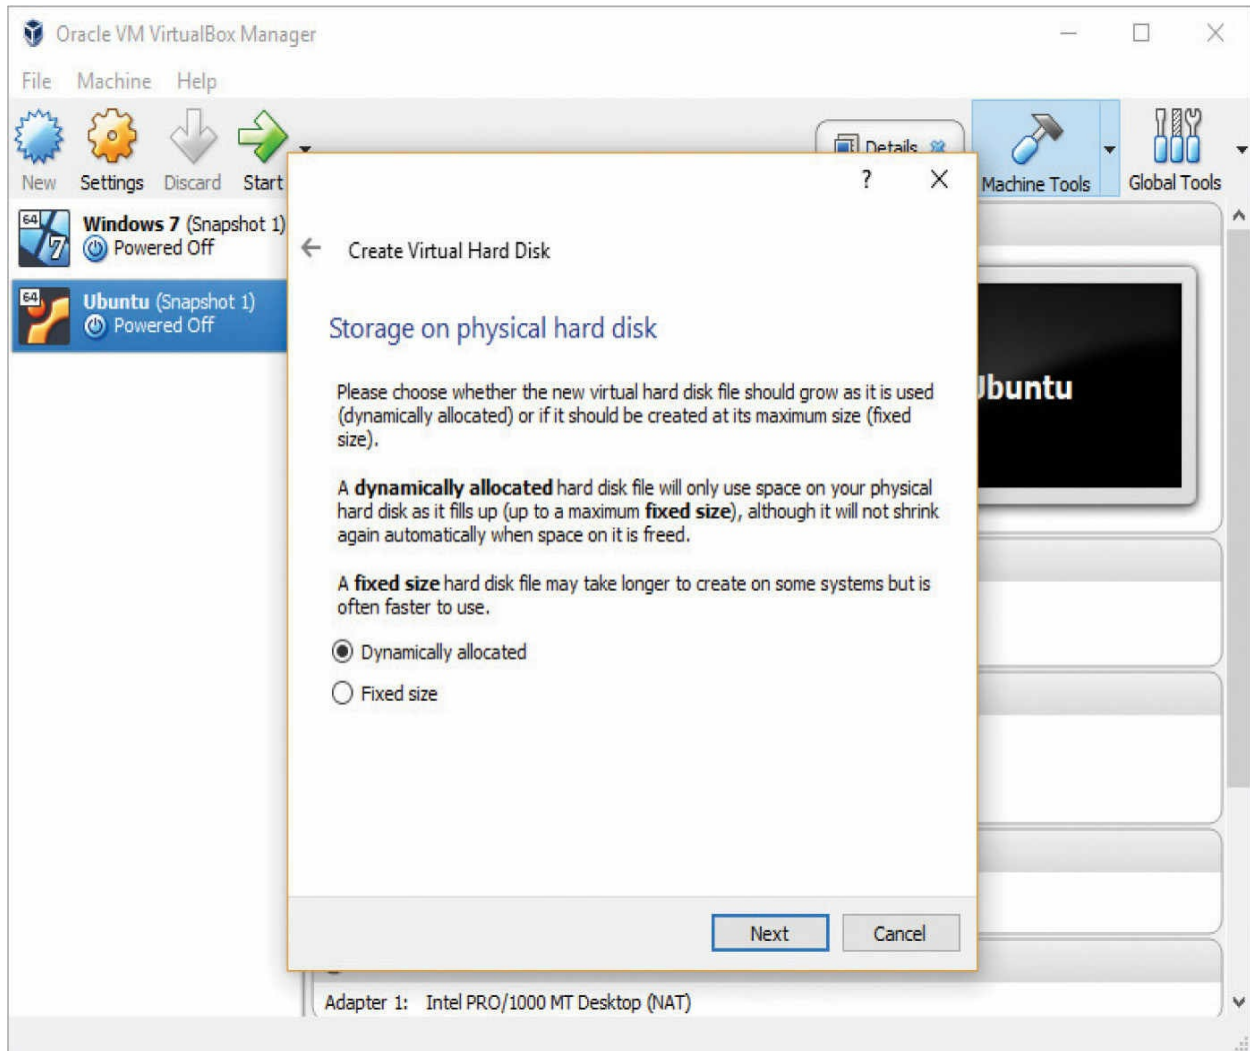 Oracle VM VirtualBox Manager
File Machine Help
New Settings Discard Start
Details
Machine Tools
Global Tools
64
7
Windows 7 (Snapshot 1)
Powered Off
64
Ubuntu (Snapshot 1)
Powered Off
?
Create Virtual Hard Disk
Storage on physical hard disk
Please choose whether the new virtual hard disk file should grow as it is used
(dynamically allocated) or if it should be created at its maximum size (fixed
size).
A dynamically allocated hard disk file will only use space on your physical
hard disk as it fills up (up to a maximum fixed size), although it will not shrink
again automatically when space on it is freed.
A fixed size hard disk file may take longer to create on some systems but is
often faster to use.
Dynamically allocated
Fixed size
Next Cancel
Ubuntu
Adapter 1: Intel PRO/1000 MT Desktop (NAT)